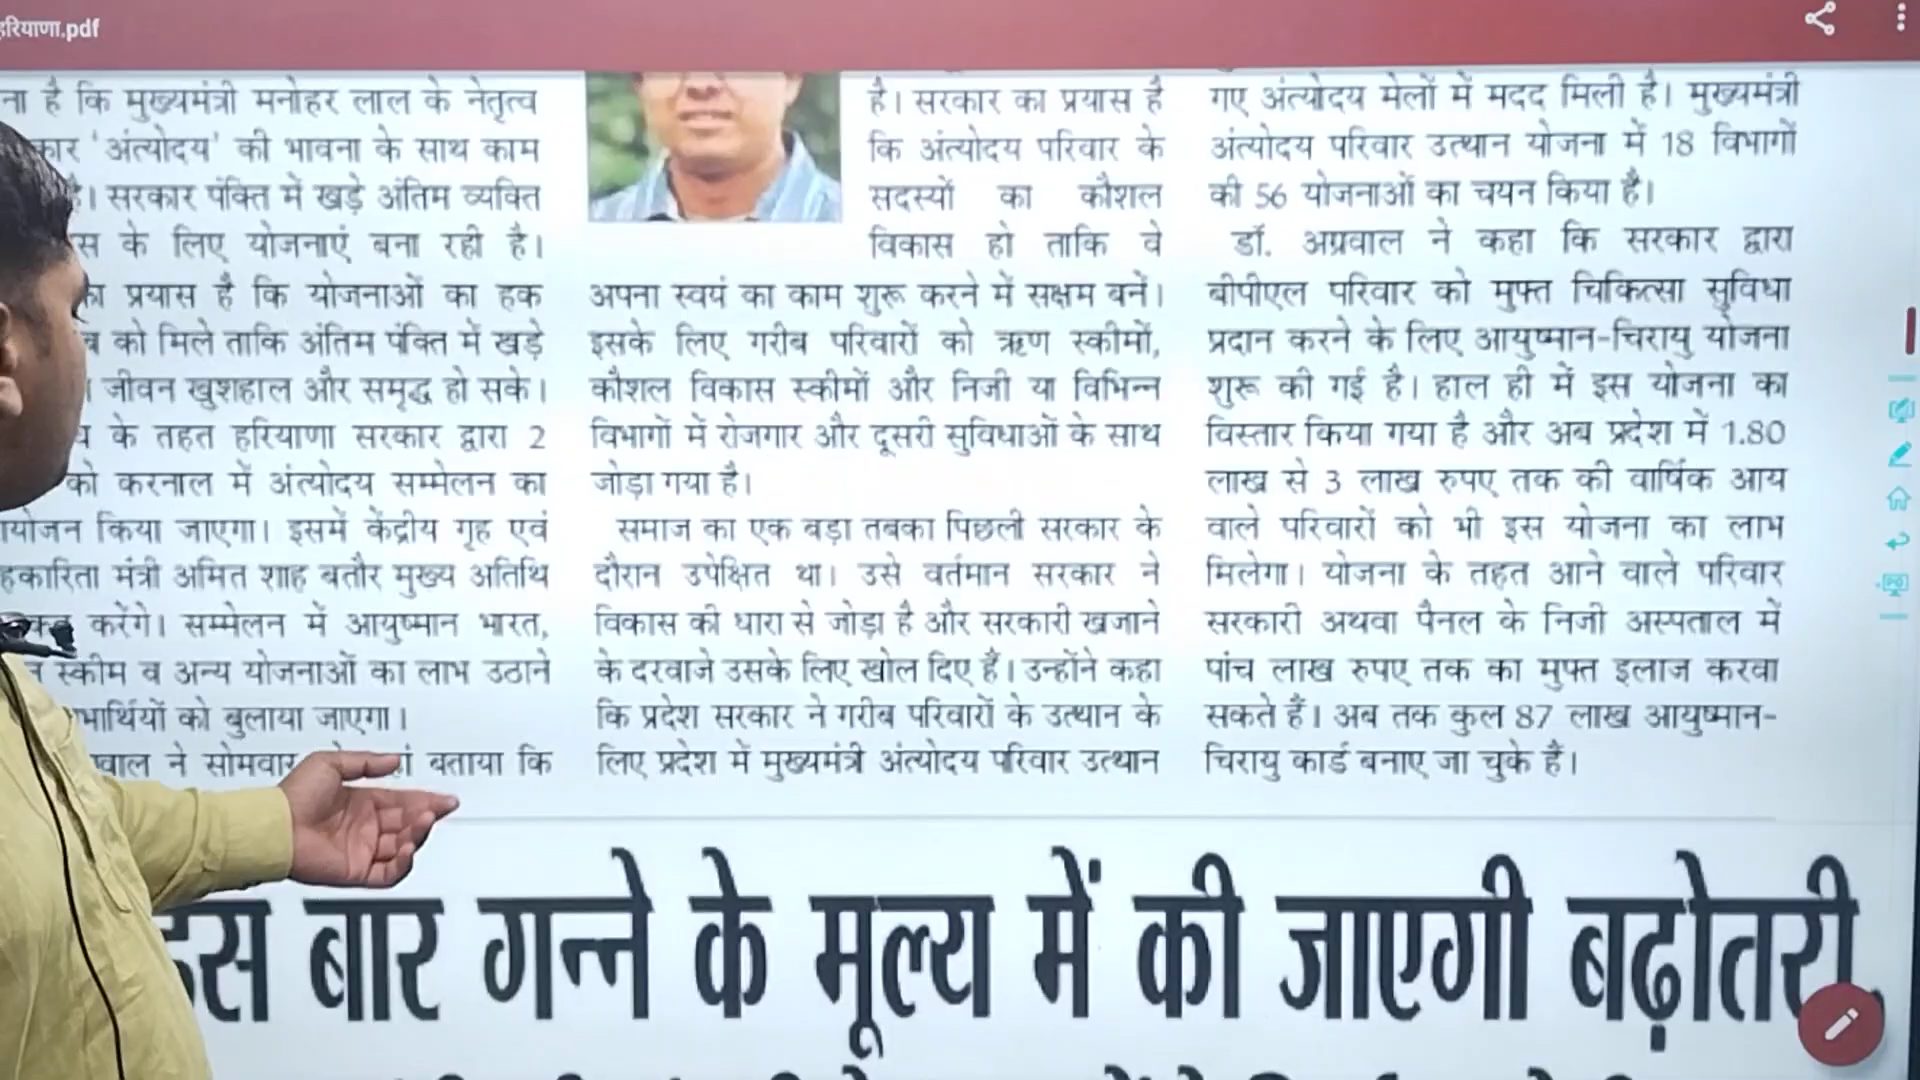 हरियाणा.pdf
ना है कि मुख्यमंत्री मनोहर लाल के नेतृत्व
कार 'अंत्योदय' की भावना के साथ काम
है। सरकार पंक्ति में खड़े अंतिम व्यक्ति
स के लिए योजनाएं बना रही है।
प्रयास है कि योजनाओं का हक
को मिले ताकि अंतिम पंक्ति में खड़े
जीवन खुशहाल और समृद्ध हो सके।
के तहत हरियाणा सरकार द्वारा 2
को करनाल में अंत्योदय सम्मेलन का
योजन किया जाएगा। इसमें केंद्रीय गृह एवं
हकारिता मंत्री अमित शाह बतौर मुख्य अतिथि
करेंगे। सम्मेलन में आयुष्मान भारत,
स्कीम व अन्य योजनाओं का लाभ उठाने
भार्थियों को बुलाया जाएगा।
वाल ने सोमवार बताया कि
है। सरकार का प्रयास है
कि अंत्योदय परिवार के
सदस्यों का कौशल
विकास हो ताकि वे
अपना स्वयं का काम शुरू करने में सक्षम बनें।
इसके लिए गरीब परिवारों को ऋण स्कीमों,
कौशल विकास स्कीमों और निजी या विभिन्न
विभागों में रोजगार और दूसरी सुविधाओं के साथ
जोड़ा गया है।
समाज का एक बड़ा तबका पिछली सरकार के
दौरान उपेक्षित था। उसे वर्तमान सरकार ने
विकास की धारा से जोड़ा है और सरकारी खजाने
के दरवाजे उसके लिए खोल दिए हैं। उन्होंने कहा
कि प्रदेश सरकार ने गरीब परिवारों के उत्थान के
लिए प्रदेश में मुख्यमंत्री अंत्योदय परिवार उत्थान
गए अंत्योदय मेलों में मदद मिली है। मुख्यमंत्री
अंत्योदय परिवार उत्थान योजना में 18 विभागों
की 56 योजनाओं का चयन किया है।
डॉ. अग्रवाल ने कहा कि सरकार द्वारा
बीपीएल परिवार को मुफ्त चिकित्सा सुविधा
प्रदान करने के लिए आयुष्मान-चिरायु योजना
शुरू की गई है। हाल ही में इस योजना का
विस्तार किया गया है और अब प्रदेश में 1.80
लाख से 3 लाख रुपए तक की वार्षिक आय
वाले परिवारों को भी इस योजना का लाभ
मिलेगा। योजना के तहत आने वाले परिवार
सरकारी अथवा पैनल के निजी अस्पताल में
पांच लाख रुपए तक का मुफ्त इलाज करवा
सकते हैं। अब तक कुल 87 लाख आयुष्मान-
चिरायु कार्ड बनाए जा चुके हैं।
इस बार गन्ने के मूल्य में की जाएगी बढ़ोतरी